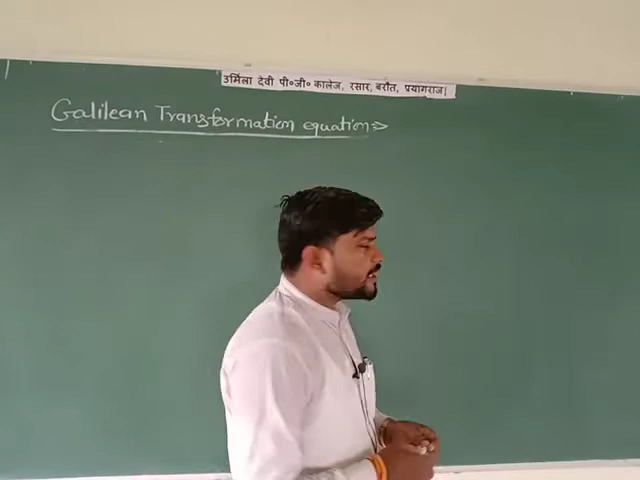 उर्मिला देवी पी०जी० कालेज, रसार, बरौत, प्रयागराज।
Galilean Transformation equation ⇒